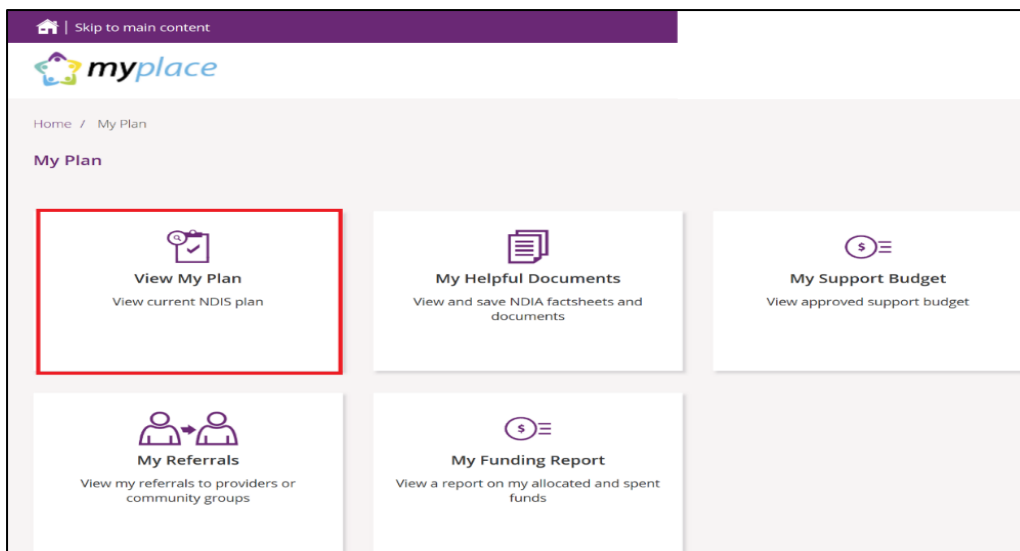 Skip to main content
myplace
Home / My Plan
My Plan
View My Plan
View current NDIS plan
My Helpful Documents
View and save NDIA factsheets and
documents
My Support Budget
View approved support budget
My Referrals
View my referrals to providers or
community groups
My Funding Report
View a report on my allocated and spent
funds